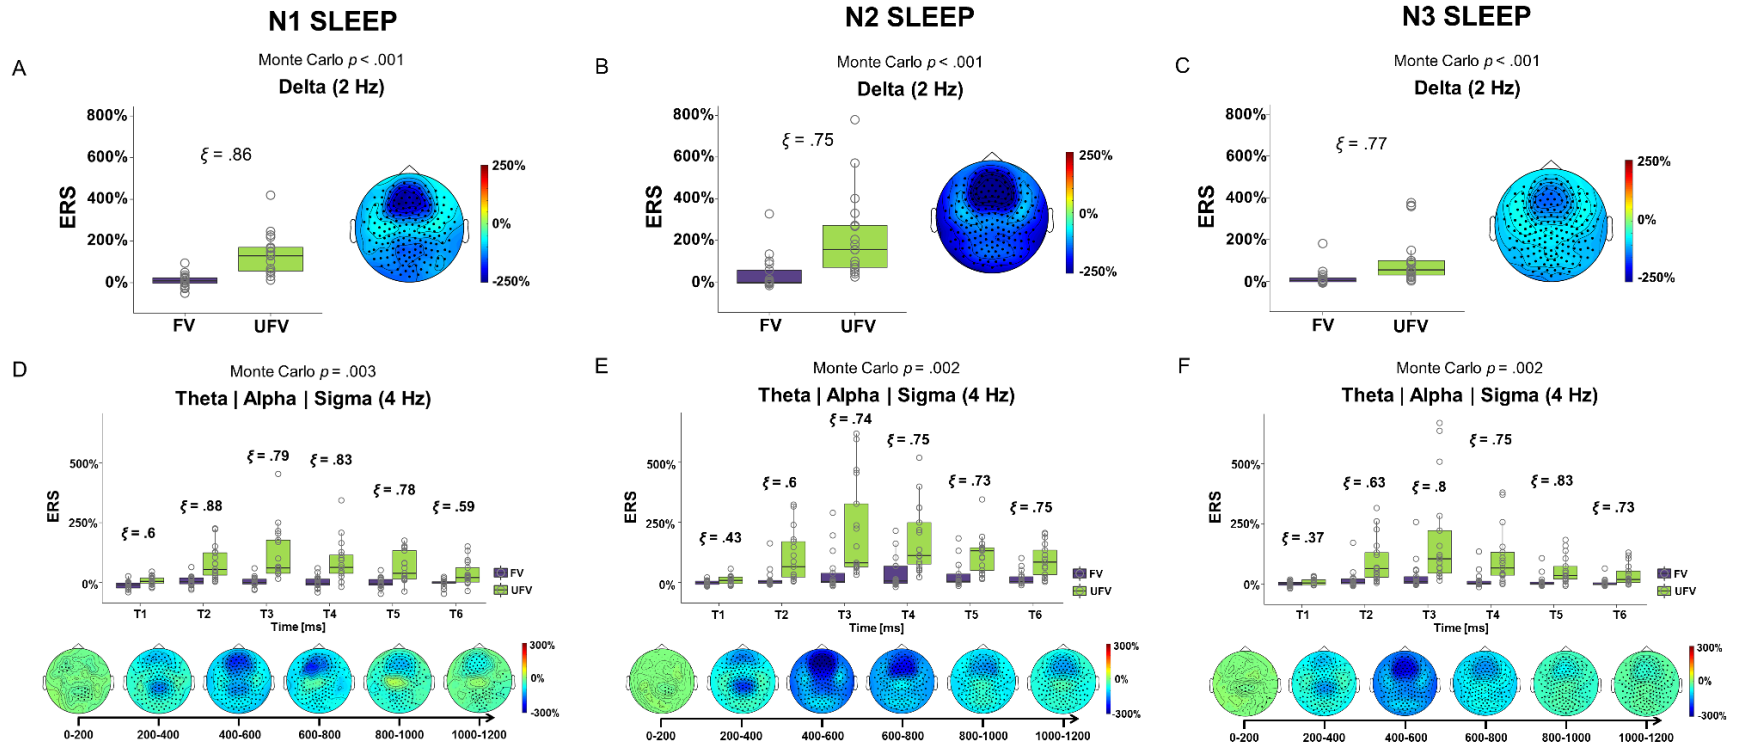 N1 SLEEP
N2 SLEEP
N3 SLEEP
A
Monte Carlo p < .001
Delta (2 Hz)
800%
600%
400%
200%
0%
ERS
ξ = .86
FV
UFV
250%
0%
-250%
B
Monte Carlo p < .001
Delta (2 Hz)
800%
600%
400%
200%
0%
ERS
ξ = .75
FV
UFV
250%
0%
-250%
C
Monte Carlo p < .001
Delta (2 Hz)
800%
600%
400%
200%
0%
ERS
ξ = .77
FV
UFV
250%
0%
-250%
D
Monte Carlo p = .003
Theta | Alpha | Sigma (4 Hz)
500%
250%
0%
ERS
ξ = .6
ξ = .88
ξ = .79
ξ = .83
ξ = .78
ξ = .59
FV
UFV
T1 T2 T3 T4 T5 T6
Time [ms]
300%
0%
-300%
0-200 200-400 400-600 600-800 800-1000 1000-1200
E
Monte Carlo p = .002
Theta | Alpha | Sigma (4 Hz)
500%
250%
0%
ERS
ξ = .43
ξ = .6
ξ = .74
ξ = .75
ξ = .73
ξ = .75
FV
UFV
T1 T2 T3 T4 T5 T6
Time [ms]
300%
0%
-300%
0-200 200-400 400-600 600-800 800-1000 1000-1200
F
Monte Carlo p = .002
Theta | Alpha | Sigma (4 Hz)
500%
250%
0%
ERS
ξ = .37
ξ = .63
ξ = .8
ξ = .75
ξ = .83
ξ = .73
FV
UFV
T1 T2 T3 T4 T5 T6
Time [ms]
300%
0%
-300%
0-200 200-400 400-600 600-800 800-1000 1000-1200